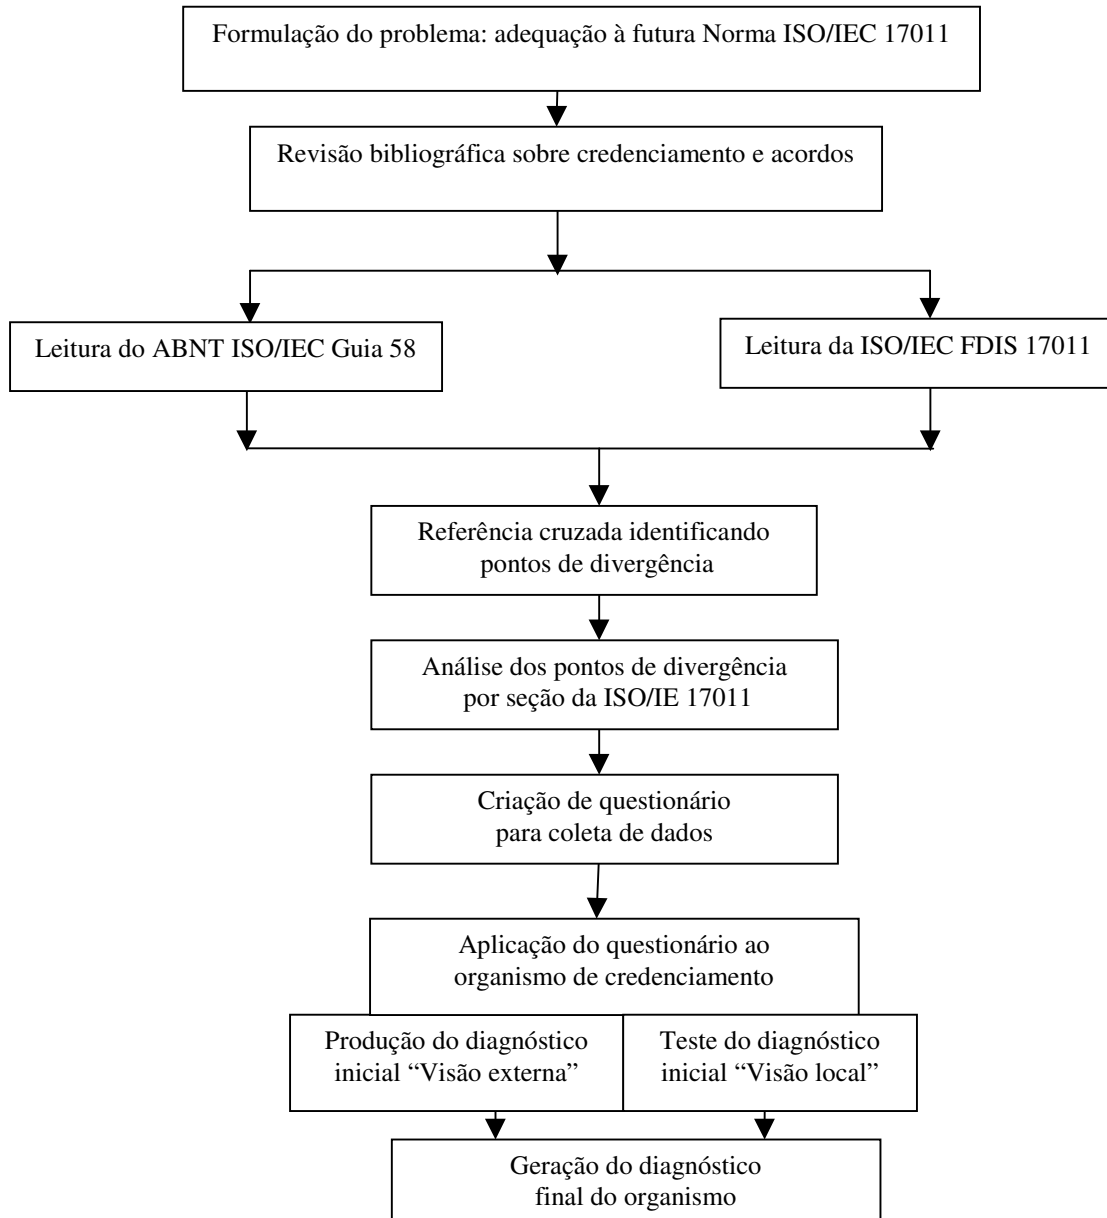 Formulação do problema: adequação à futura Norma ISO/IEC 17011
Revisão bibliográfica sobre credenciamento e acordos
Leitura do ABNT ISO/IEC Guia 58
Leitura da ISO/IEC FDIS 17011
Referência cruzada identificando
pontos de divergência
Análise dos pontos de divergência
por seção da ISO/IE 17011
Criação de questionário
para coleta de dados
Aplicação do questionário ao
organismo de credenciamento
Produção do diagnóstico
inicial “Visão externa”
Teste do diagnóstico
inicial “Visão local”
Geração do diagnóstico
final do organismo